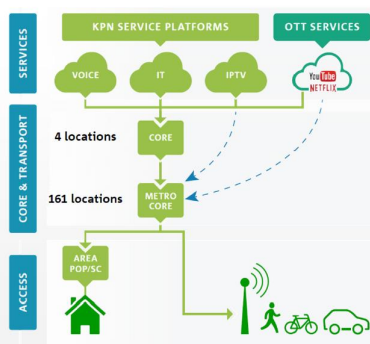 KPN SERVICE PLATFORMS
OTT SERVICES
SERVICES
VOICE
IT
IPTV
YouTube
NETFLIX
CORE & TRANSPORT
4 locations
CORE
161 locations
METRO
CORE
ACCESS
AREA
POP/SC